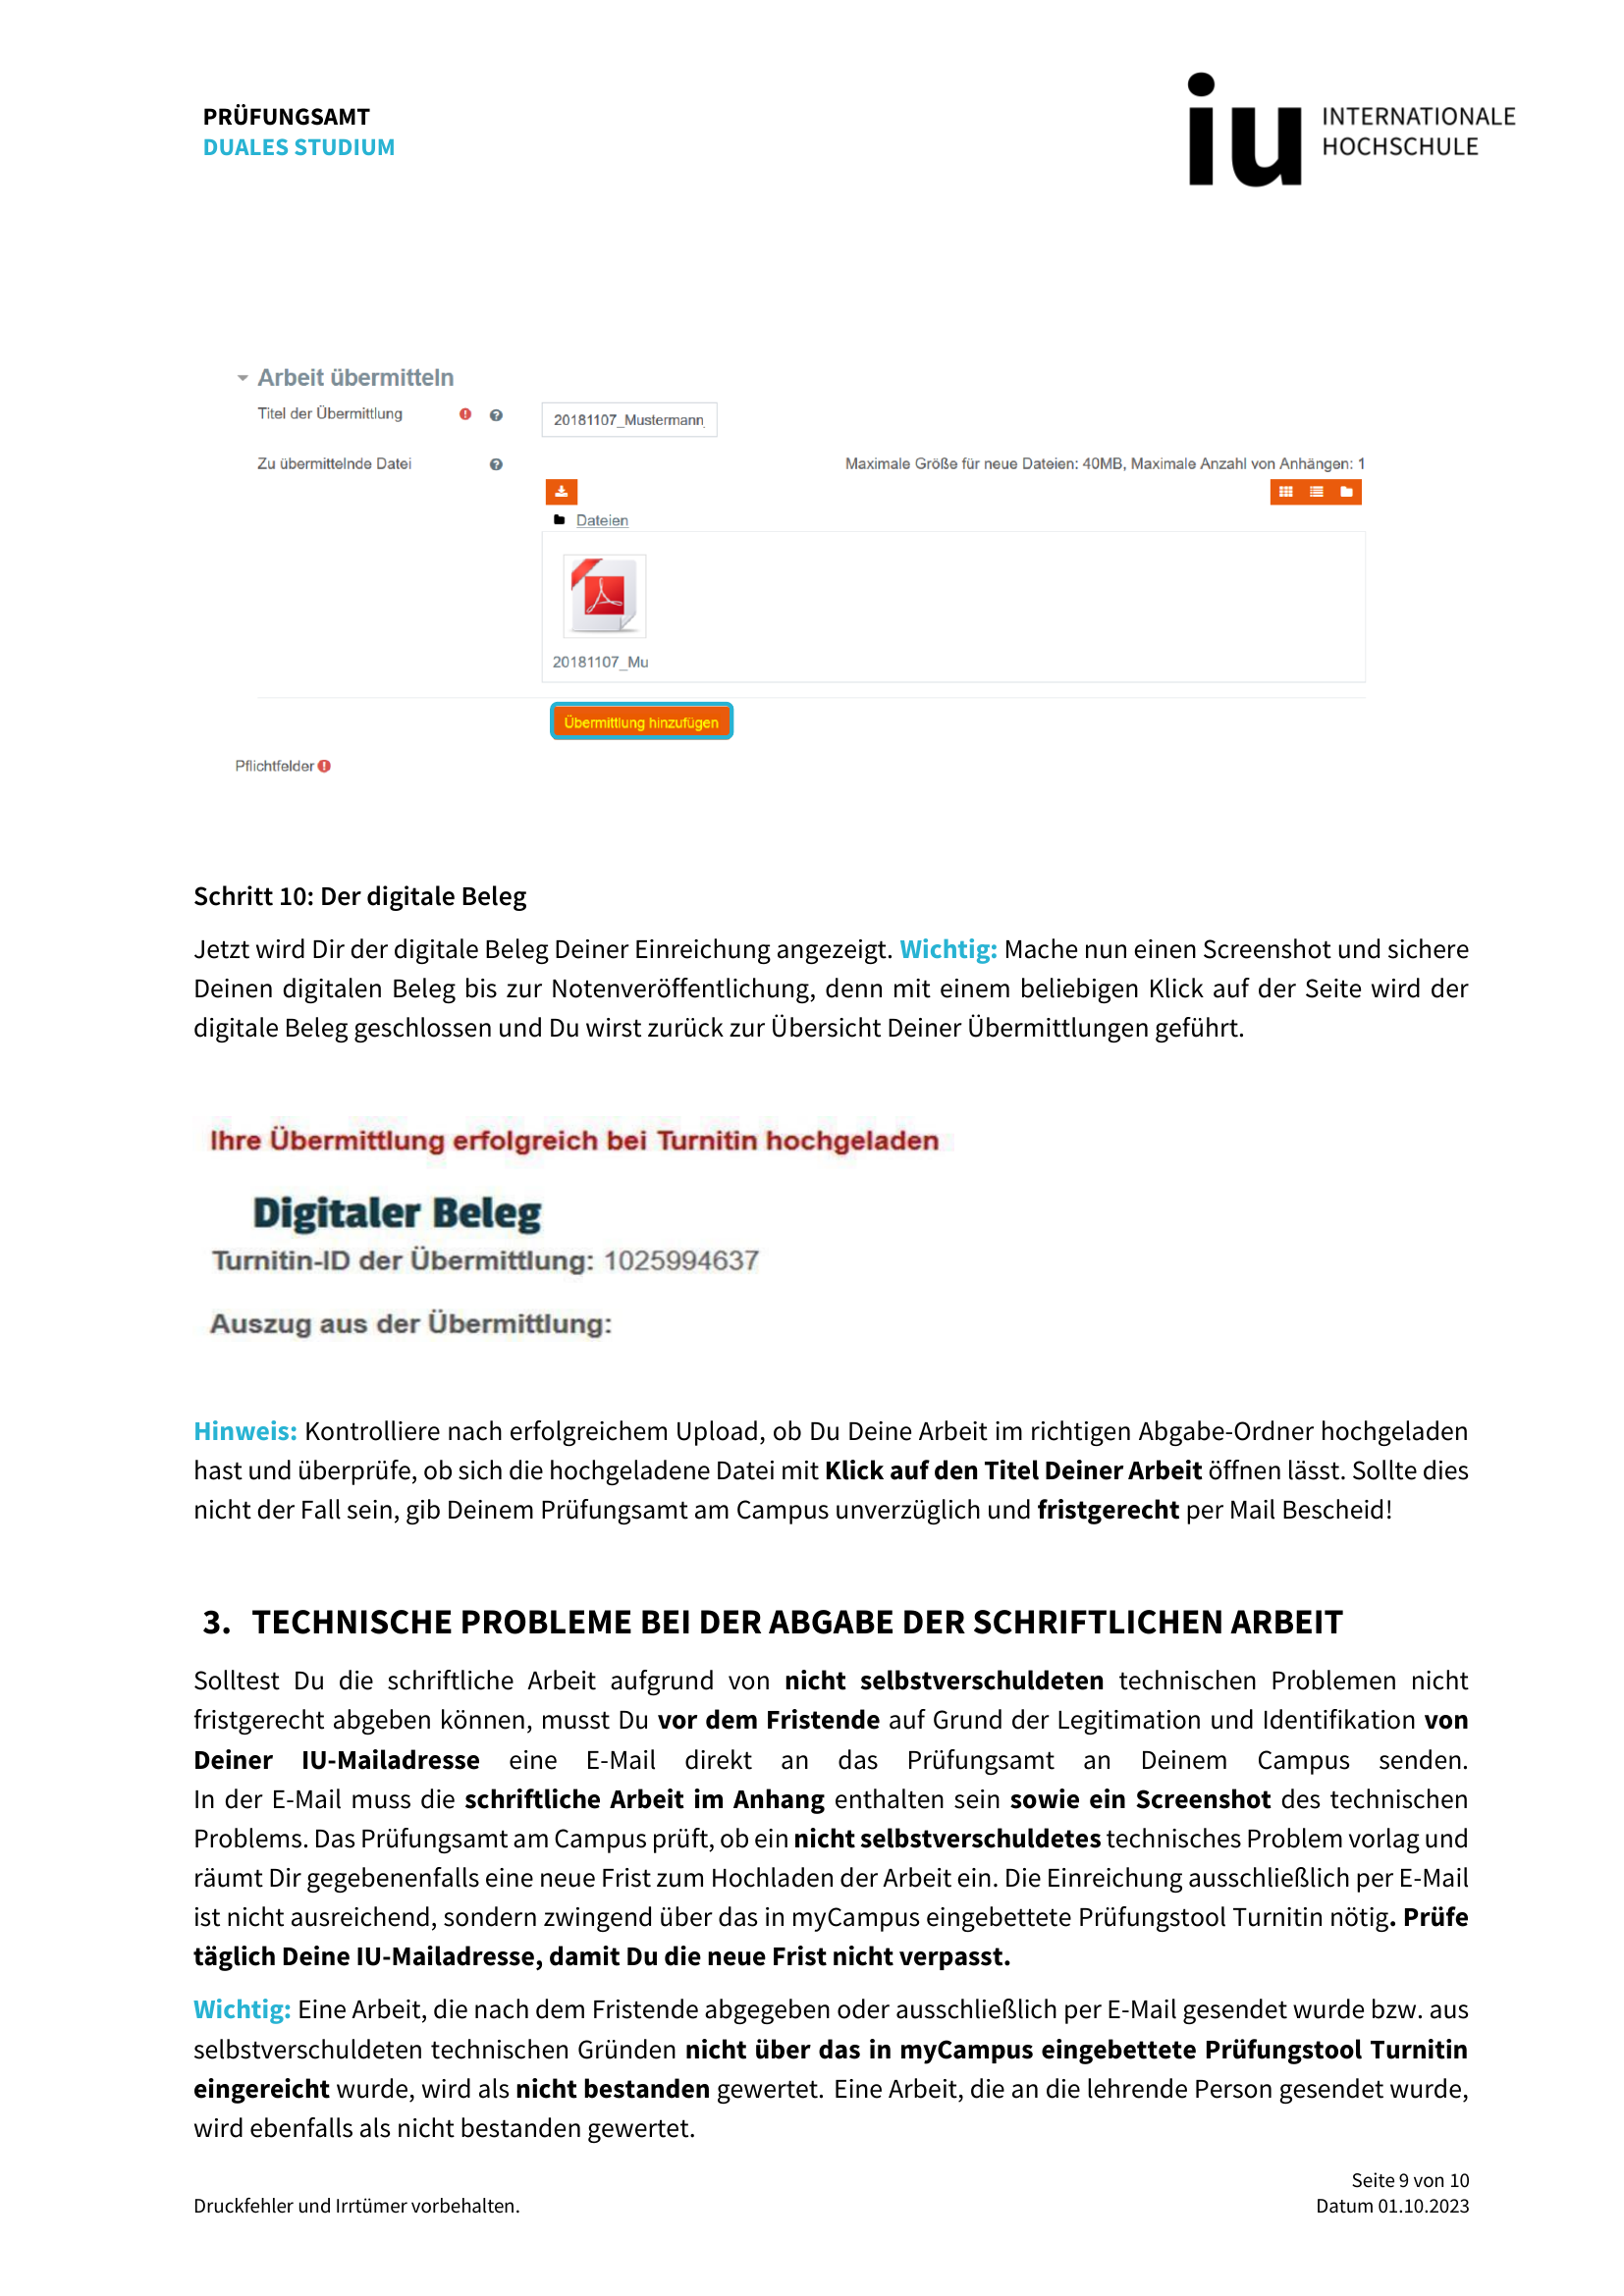 PRÜFUNGSAMT
DUALES STUDIUM
iu INTERNATIONALE
HOCHSCHULE
Arbeit übermitteln
Titel der Übermittlung
20181107_Mustermann_
Zu übermittelnde Datei
Maximale Größe für neue Dateien: 40MB, Maximale Anzahl von Anhängen: 1
Dateien
20181107_Mu
Übermittlung hinzufügen
Pflichtfelder
Schritt 10: Der digitale Beleg
Jetzt wird Dir der digitale Beleg Deiner Einreichung angezeigt. Wichtig: Mache nun einen Screenshot und sichere
Deinen digitalen Beleg bis zur Notenveröffentlichung, denn mit einem beliebigen Klick auf der Seite wird der
digitale Beleg geschlossen und Du wirst zurück zur Übersicht Deiner Übermittlungen geführt.
Ihre Übermittlung erfolgreich bei Turnitin hochgeladen
Digitaler Beleg
Turnitin-ID der Übermittlung: 1025994637
Auszug aus der Übermittlung:
Hinweis: Kontrolliere nach erfolgreichem Upload, ob Du Deine Arbeit im richtigen Abgabe-Ordner hochgeladen
hast und überprüfe, ob sich die hochgeladene Datei mit Klick auf den Titel Deiner Arbeit öffnen lässt. Sollte dies
nicht der Fall sein, gib Deinem Prüfungsamt am Campus unverzüglich und fristgerecht per Mail Bescheid!
3. TECHNISCHE PROBLEME BEI DER ABGABE DER SCHRIFTLICHEN ARBEIT
Solltest Du die schriftliche Arbeit aufgrund von nicht selbstverschuldeten technischen Problemen nicht
fristgerecht abgeben können, musst Du vor dem Fristende auf Grund der Legitimation und Identifikation von
Deiner IU-Mailadresse eine E-Mail direkt an das Prüfungsamt an Deinem Campus senden.
In der E-Mail muss die schriftliche Arbeit im Anhang enthalten sein sowie ein Screenshot des technischen
Problems. Das Prüfungsamt am Campus prüft, ob ein nicht selbstverschuldetes technisches Problem vorlag und
räumt Dir gegebenenfalls eine neue Frist zum Hochladen der Arbeit ein. Die Einreichung ausschließlich per E-Mail
ist nicht ausreichend, sondern zwingend über das in myCampus eingebettete Prüfungstool Turnitin nötig. Prüfe
täglich Deine IU-Mailadresse, damit Du die neue Frist nicht verpasst.
Wichtig: Eine Arbeit, die nach dem Fristende abgegeben oder ausschließlich per E-Mail gesendet wurde bzw. aus
selbstverschuldeten technischen Gründen nicht über das in myCampus eingebettete Prüfungstool Turnitin
eingereicht wurde, wird als nicht bestanden gewertet. Eine Arbeit, die an die lehrende Person gesendet wurde,
wird ebenfalls als nicht bestanden gewertet.
Seite 9 von 10
Druckfehler und Irrtümer vorbehalten.
Datum 01.10.2023